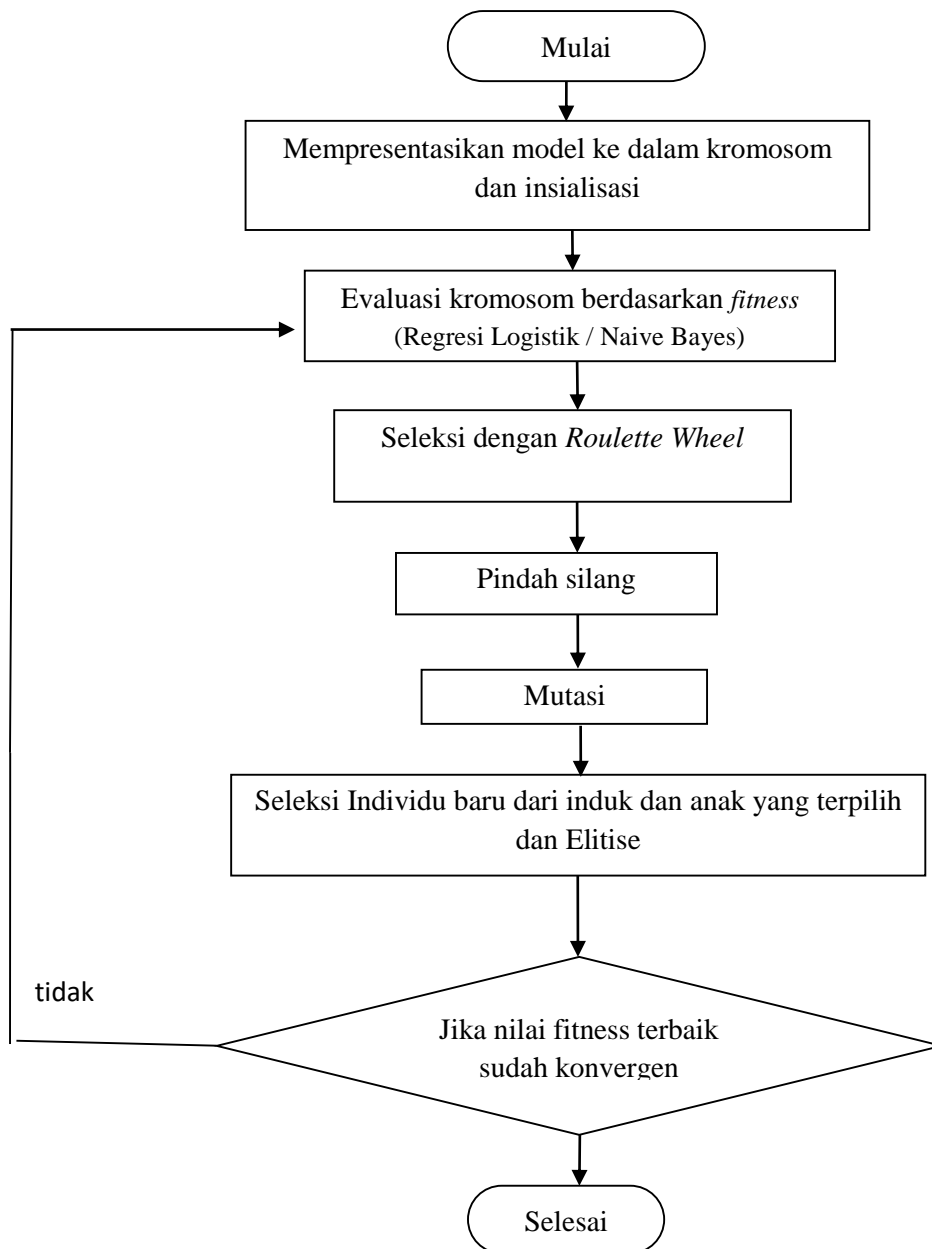 Mulai
Mempresentasikan model ke dalam kromosom
dan insialisasi
Evaluasi kromosom berdasarkan fitness
(Regresi Logistik / Naive Bayes)
Seleksi dengan Roulette Wheel
Pindah silang
Mutasi
Seleksi Individu baru dari induk dan anak yang terpilih
dan Elitise
tidak
Jika nilai fitness terbaik
sudah konvergen
Selesai